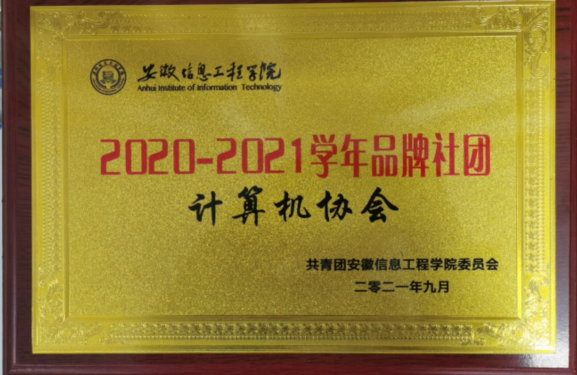 安徽信息工程学院
Anhui Institute of Information Technology
2020-2021学年品牌社团
计算机协会
共青团安徽信息工程学院委员会
二零二一年九月